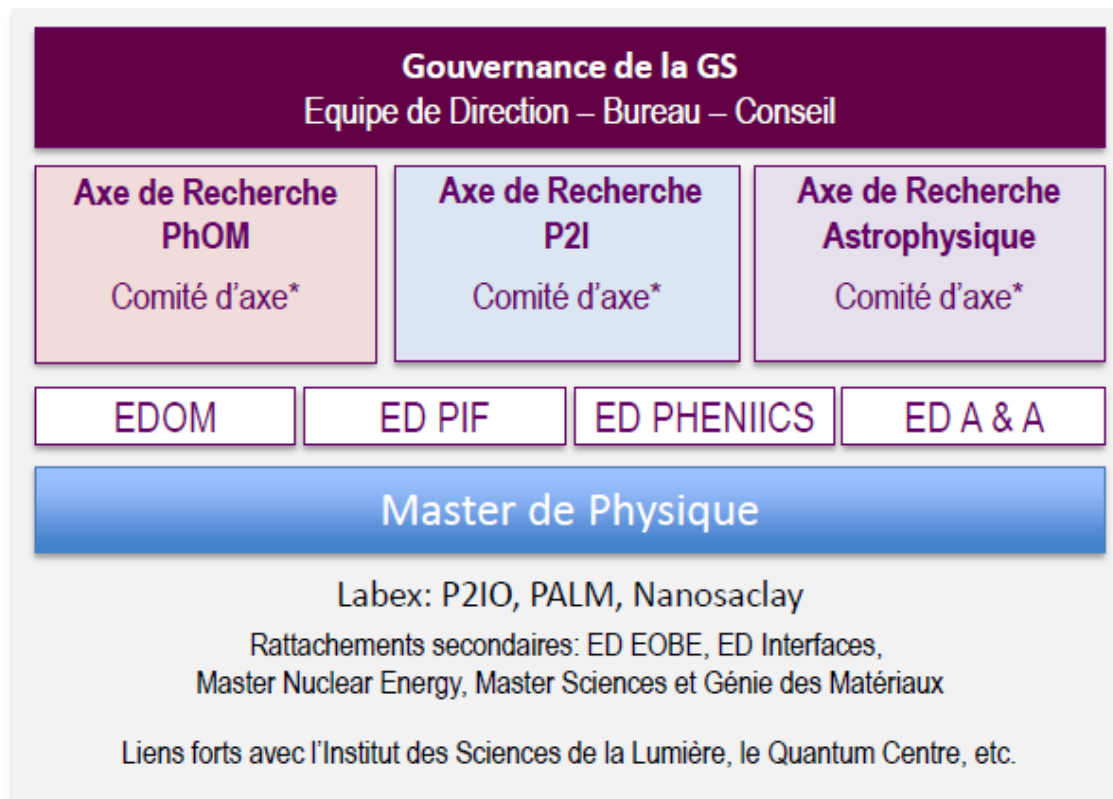 Gouvernance de la GS
Equipe de Direction – Bureau – Conseil
Axe de Recherche
PhOM
Comité d’axe*
Axe de Recherche
P2I
Comité d’axe*
Axe de Recherche
Astrophysique
Comité d’axe*
EDOM
ED PIF
ED PHENIICS
ED A & A
Master de Physique
Labex: P2IO, PALM, Nanosaclay
Rattachements secondaires: ED EOBE, ED Interfaces,
Master Nuclear Energy, Master Sciences et Génie des Matériaux
Liens forts avec l’Institut des Sciences de la Lumière, le Quantum Centre, etc.